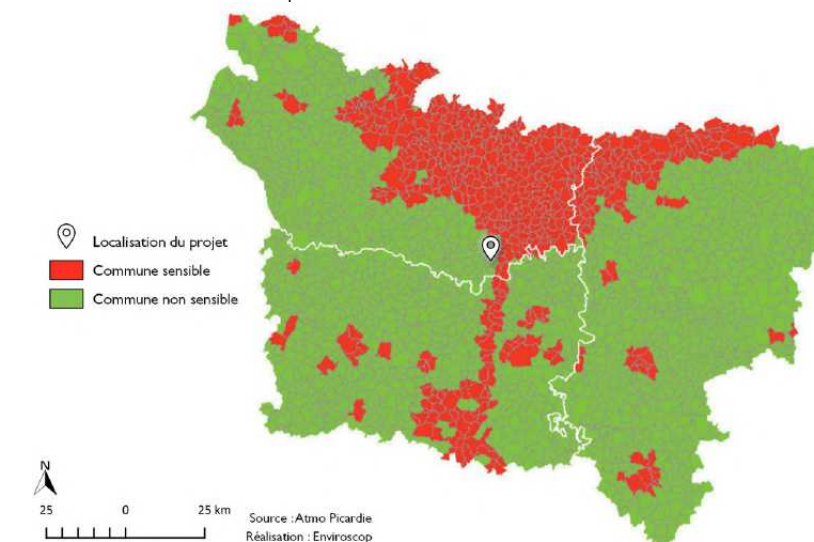 Localisation du projet
Commune sensible
Commune non sensible
N
25 0 25 km
Source : Atmo Picardie
Réalisation : Enviroscop